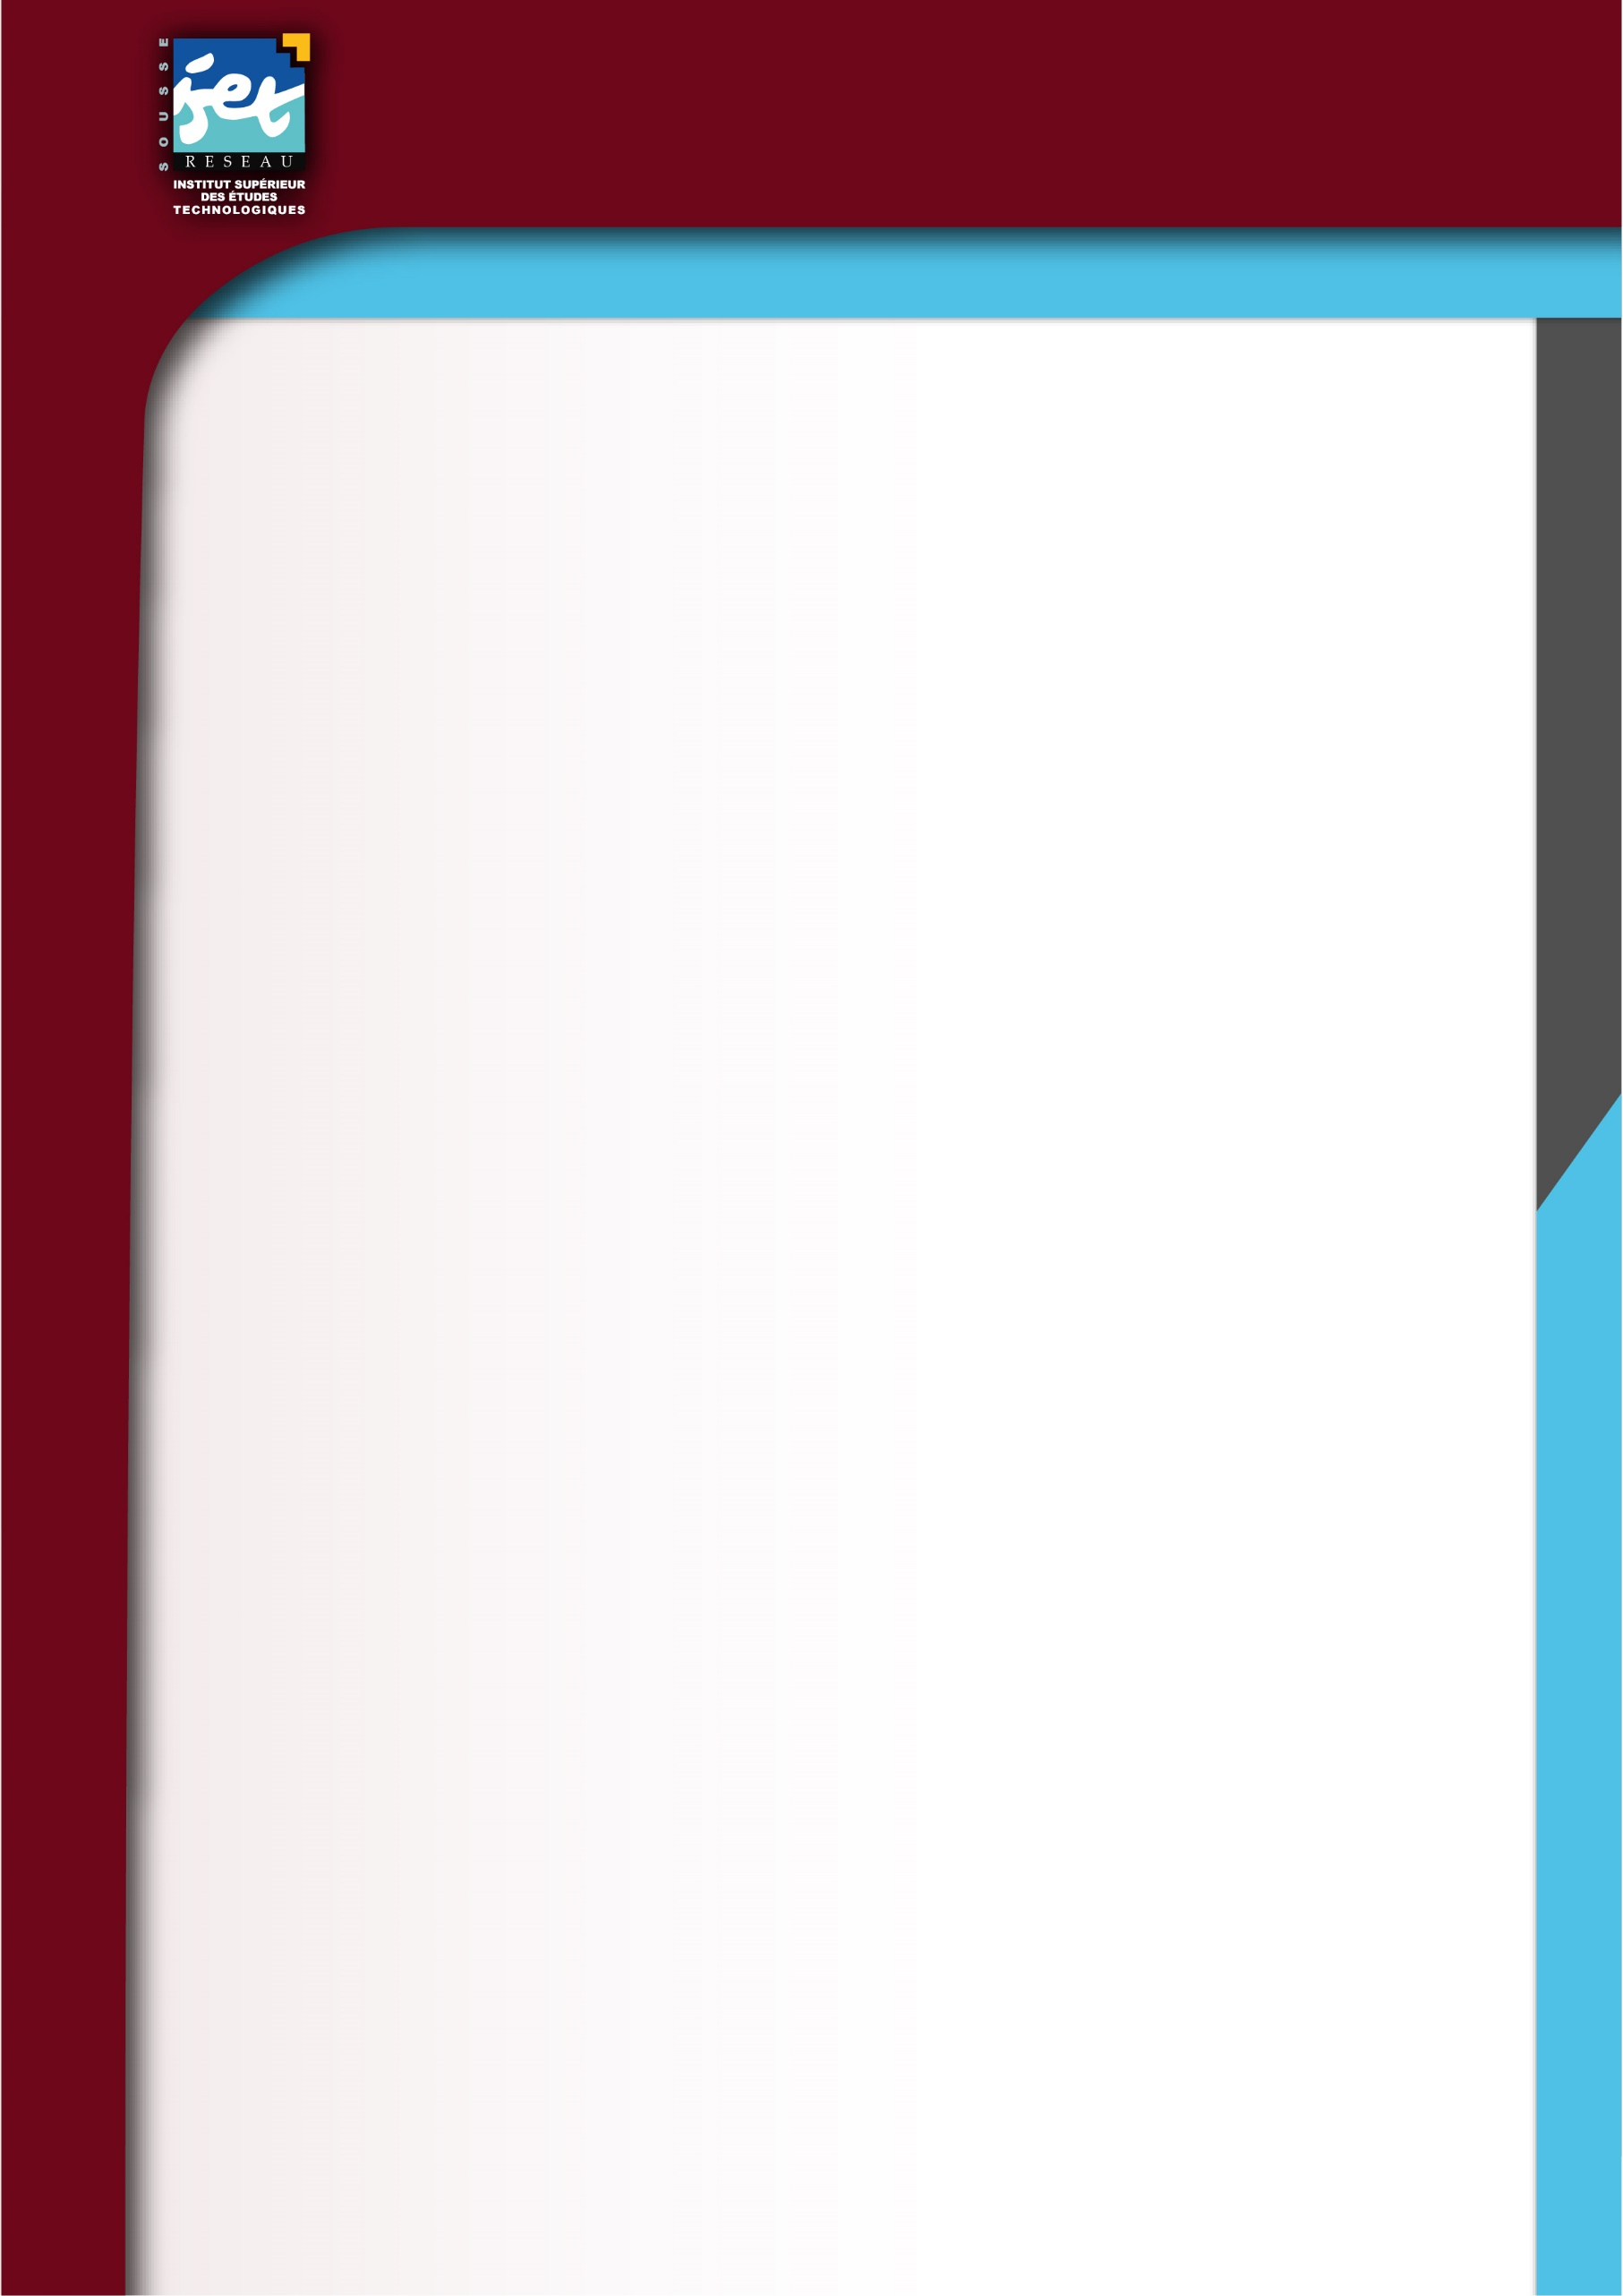 SOUSSE
iset
RESEAU
INSTITUT SUPÉRIEUR
DES ÉTUDES
TECHNOLOGIQUES